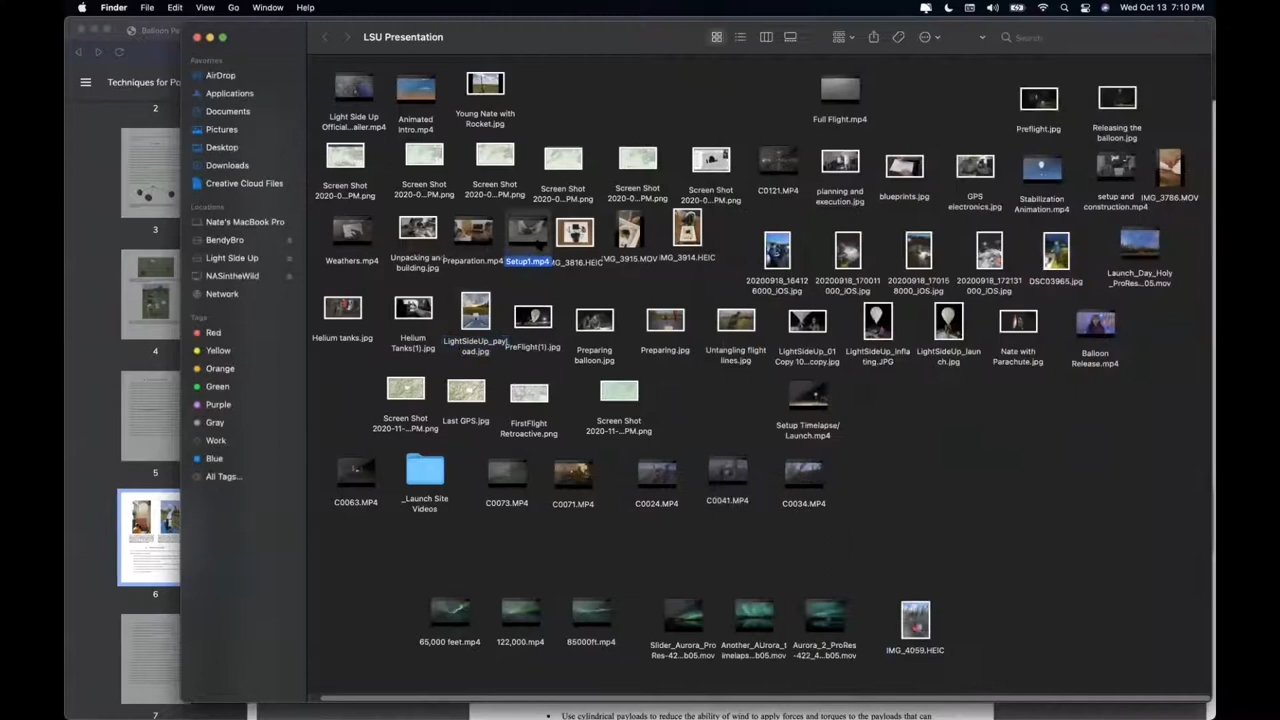 Finder File Edit View Go Window Help
Wed Oct 13 7:10 PM
Balloon Pa
Techniques for Po
2
3
4
5
6
7
Favorites
AirDrop
Applications
Documents
Pictures
Desktop
Downloads
Creative Cloud Files
Locations
Nate's MacBook Pro
BendyBro
Light Side Up
NASintheWild
Network
Tags
Red
Yellow
Orange
Green
Purple
Gray
Work
Blue
All Tags...
LSU Presentation
Search
Light Side Up
Official...ailer.mp4
Animated
Intro.mp4
Young Nate with
Rocket.jpg
Full Flight.mp4
Preflight.jpg
Releasing the
balloon.jpg
Screen Shot
2020-0...PM.png
Screen Shot
2020-0...PM.png
Screen Shot
2020-0...PM.png
Screen Shot
2020-0...PM.png
Screen Shot
2020-0...PM.png
Screen Shot
2020-0...PM.png
C0121.MP4
planning and
execution.jpg
blueprints.jpg
GPS
electronics.jpg
Stabilization
Animation.mp4
setup and
construction.mp4
IMG_3786.MOV
Weathers.mp4
Unpacking and
building.jpg
Preparation.mp4
Setup1.mp4
MG_3816.HEIC
IMG_3915.MOV
IMG_3914.HEIC
20200918_16412
6000_iOS.jpg
20200918_170011
000_iOS.jpg
20200918_17015
8000_iOS.jpg
20200918_172131
000_iOS.jpg
DSC03965.jpg
Launch_Day_Holy
_ProRes...05.mov
Helium tanks.jpg
Helium
Tanks(1).jpg
LightSideUp_payl
oad.jpg
PreFlight(1).jpg
Preparing
balloon.jpg
Preparing.jpg
Untangling flight
lines.jpg
LightSideUp_01
Copy 10...copy.jpg
LightSideUp_infla
ting.JPG
LightSideUp_laun
ch.jpg
Nate with
Parachute.jpg
Balloon
Release.mp4
Screen Shot
2020-11-...PM.png
Last GPS.jpg
FirstFlight
Retroactive.png
Screen Shot
2020-11-...PM.png
Setup Timelapse/
Launch.mp4
C0063.MP4
_Launch Site
Videos
C0073.MP4
C0071.MP4
C0024.MP4
C0041.MP4
C0034.MP4
65,000 feet.mp4
122,000.mp4
85000ft.mp4
Slider_Aurora_Pro
Res-42...b05.mov
Another_AUrora_t
imelaps...b05.mov
Aurora_2_ProRes
-422_4...b05.mov
IMG_4059.HEIC
• Use cylindrical payloads to reduce the ability of wind to apply forces and torques to the payloads that can